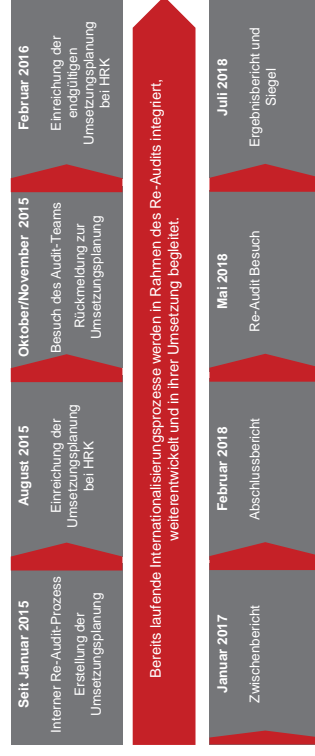 Seit Januar 2015
Interner Re-Audit-Prozess
Erstellung der
Umsetzungsplanung
August 2015
Einreichung der
Umsetzungsplanung
bei HRK
Oktober/November 2015
Besuch des Audit-Teams
Rückmeldung zur
Umsetzungsplanung
Februar 2016
Einreichung der
endgültigen
Umsetzungsplanung
bei HRK
Bereits laufende Internationalisierungsprozesse werden in Rahmen des Re-Audits integriert,
weiterentwickelt und in ihrer Umsetzung begleitet.
Januar 2017
Zwischenbericht
Februar 2018
Abschlussbericht
Mai 2018
Re-Audit Besuch
Juli 2018
Ergebnisbericht und
Siegel